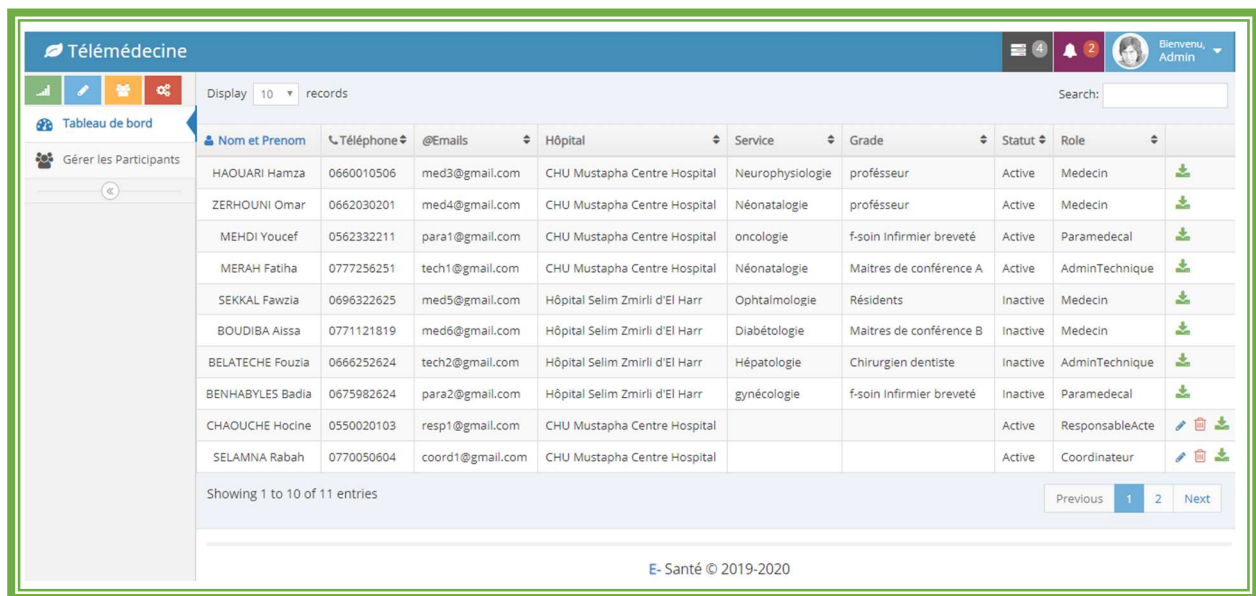 Télémédecine 4 2 Bienvenu, Admin
Display 10 records Search:
Tableau de bord
Gérer les Participants
Nom et Prenom Téléphone @Emails Hôpital Service Grade Statut Role
HAOUARI Hamza 0660010506 med3@gmail.com CHU Mustapha Centre Hospital Neurophysiologie profésseur Active Medecin
ZERHOUNI Omar 0662030201 med4@gmail.com CHU Mustapha Centre Hospital Néonatalogie profésseur Active Medecin
MEHDI Youcef 0562332211 para1@gmail.com CHU Mustapha Centre Hospital oncologie f-soin Infirmier breveté Active Paramedecal
MERAH Fatiha 0777256251 tech1@gmail.com CHU Mustapha Centre Hospital Néonatalogie Maitres de conférence A Active AdminTechnique
SEKKAL Fawzia 0696322625 med5@gmail.com Hôpital Selim Zmirli d'El Harr Ophtalmologie Résidents Inactive Medecin
BOUDIBA Aissa 0771121819 med6@gmail.com Hôpital Selim Zmirli d'El Harr Diabétologie Maitres de conférence B Inactive Medecin
BELATECHE Fouzia 0666252624 tech2@gmail.com Hôpital Selim Zmirli d'El Harr Hépatologie Chirurgien dentiste Inactive AdminTechnique
BENHABYLES Badia 0675982624 para2@gmail.com Hôpital Selim Zmirli d'El Harr gynécologie f-soin Infirmier breveté Inactive Paramedecal
CHAOUCHE Hocine 0550020103 resp1@gmail.com CHU Mustapha Centre Hospital Active ResponsableActe
SELAMNA Rabah 0770050604 coord1@gmail.com CHU Mustapha Centre Hospital Active Coordinateur
Showing 1 to 10 of 11 entries Previous 1 2 Next
E- Santé © 2019-2020